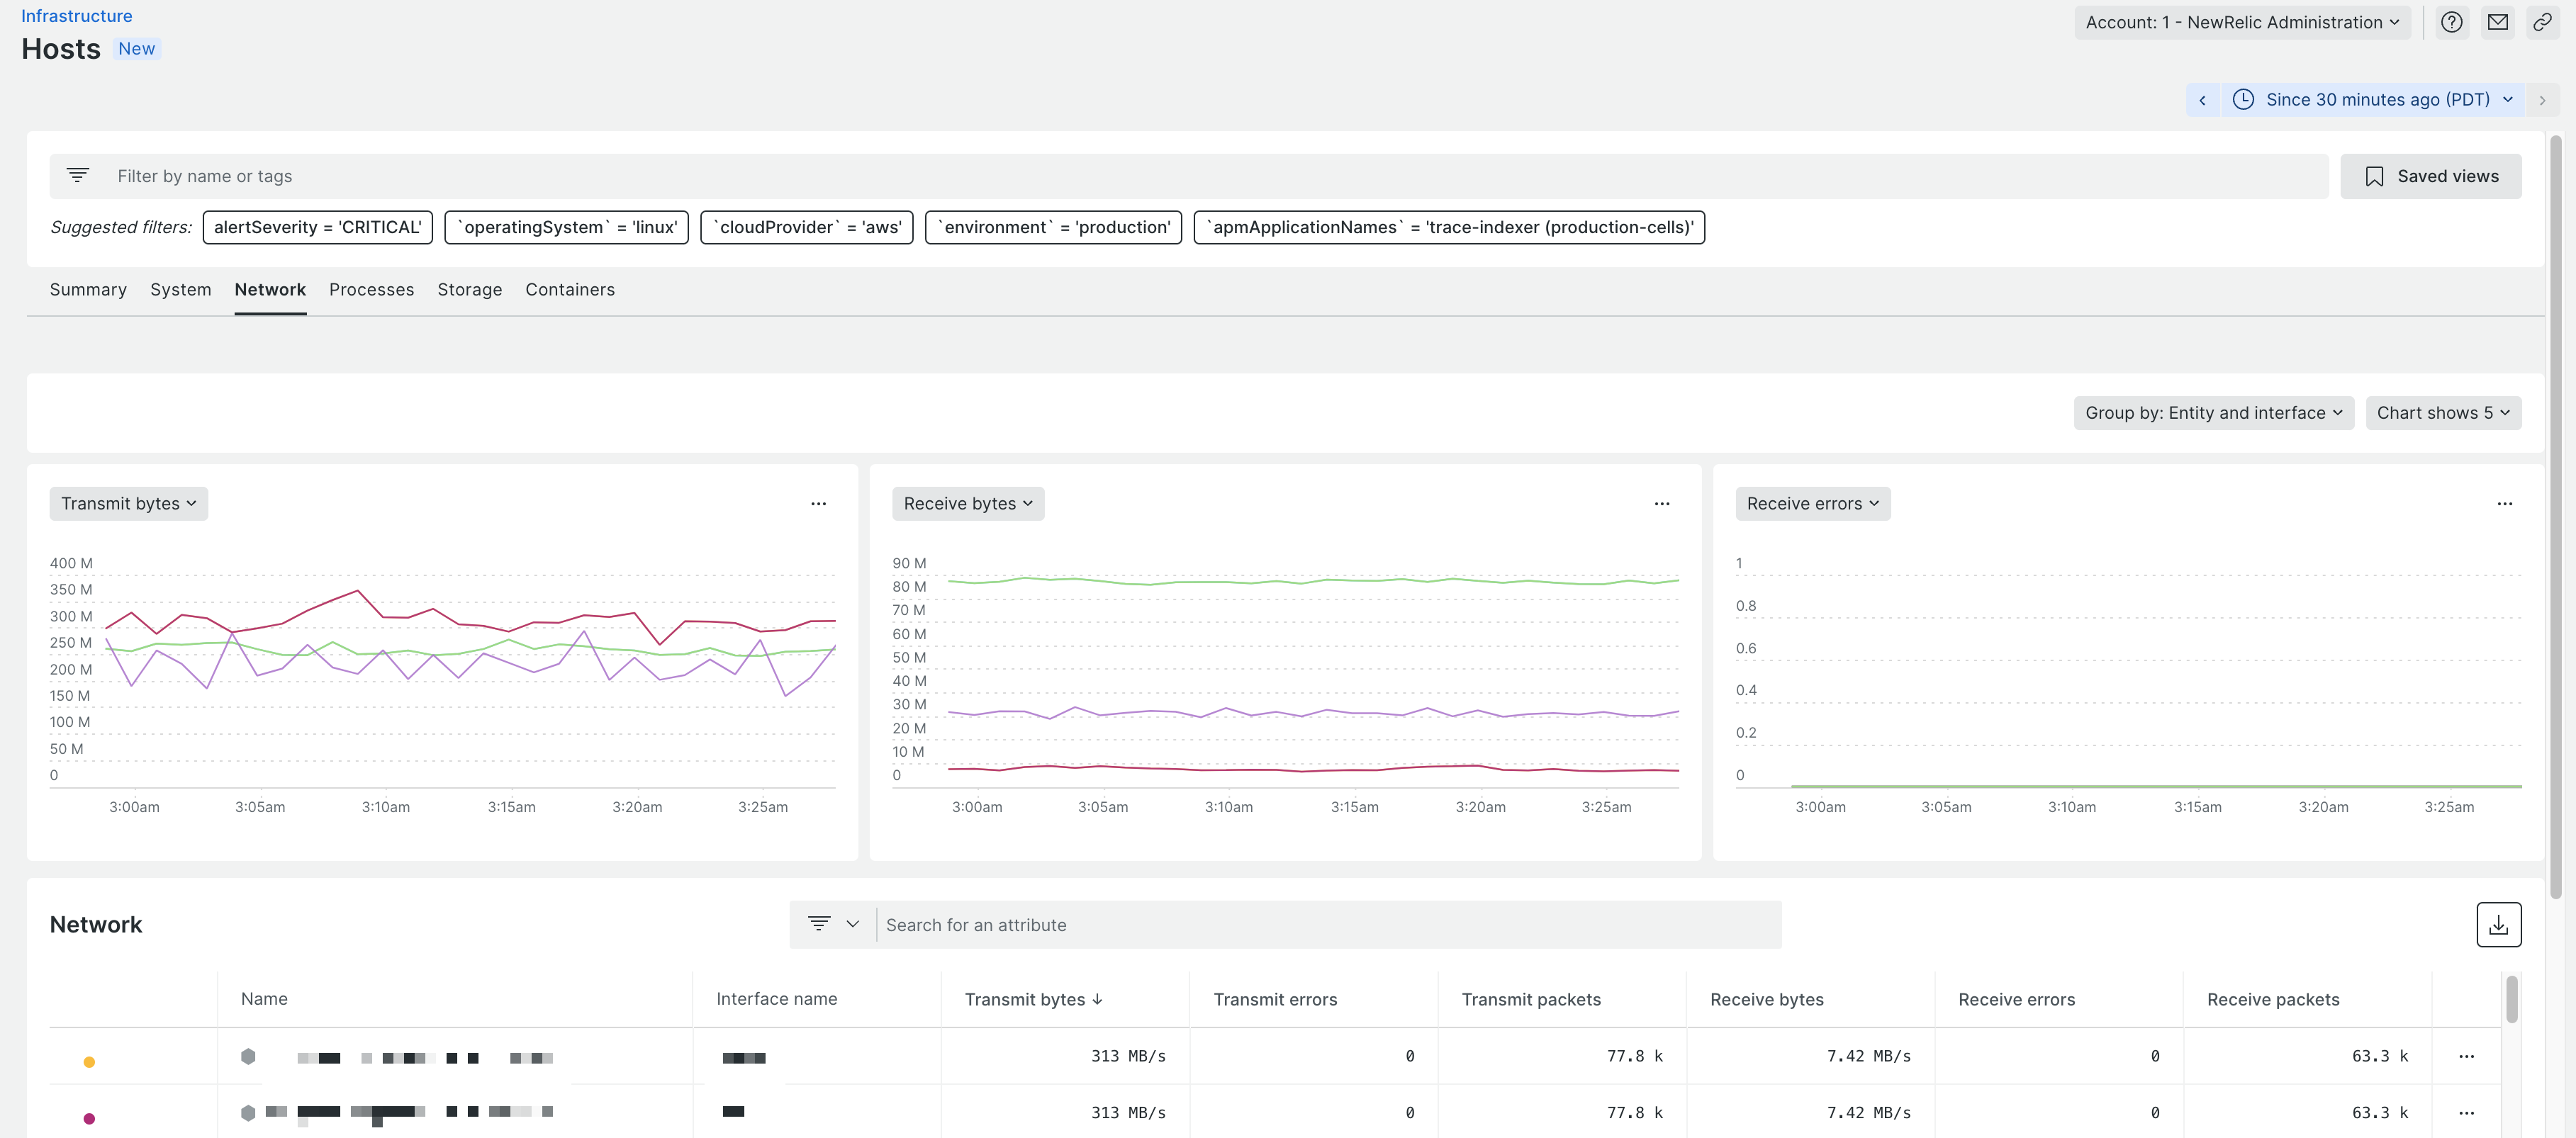 Infrastructure
Hosts New
Account: 1 - NewRelic Administration
Since 30 minutes ago (PDT)
Filter by name or tags
Saved views
Suggested filters: alertSeverity = 'CRITICAL' `operatingSystem` = 'linux' `cloudProvider` = 'aws' `environment` = 'production' `apmApplicationNames` = 'trace-indexer (production-cells)'
Summary System Network Processes Storage Containers
Group by: Entity and interface Chart shows 5
Transmit bytes
400 M
350 M
300 M
250 M
200 M
150 M
100 M
50 M
0
3:00am 3:05am 3:10am 3:15am 3:20am 3:25am
Receive bytes
90 M
80 M
70 M
60 M
50 M
40 M
30 M
20 M
10 M
0
3:00am 3:05am 3:10am 3:15am 3:20am 3:25am
Receive errors
1
0.8
0.6
0.4
0.2
0
3:00am 3:05am 3:10am 3:15am 3:20am 3:25am
Network
Search for an attribute
Name Interface name Transmit bytes ↓ Transmit errors Transmit packets Receive bytes Receive errors Receive packets
313 MB/s 0 77.8 k 7.42 MB/s 0 63.3 k
313 MB/s 0 77.8 k 7.42 MB/s 0 63.3 k